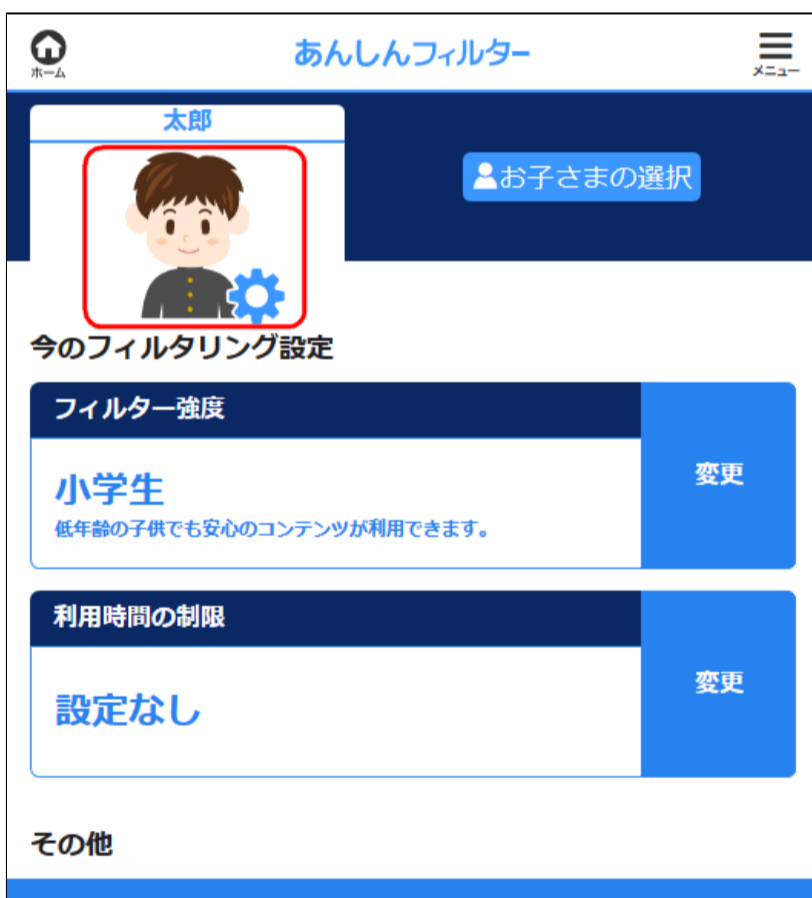 あんしんフィルター
ホーム
メニュー
太郎
お子さまの選択
今のフィルタリング設定
フィルター強度
小学生
低年齢の子供でも安心のコンテンツが利用できます。
変更
利用時間の制限
設定なし
変更
その他